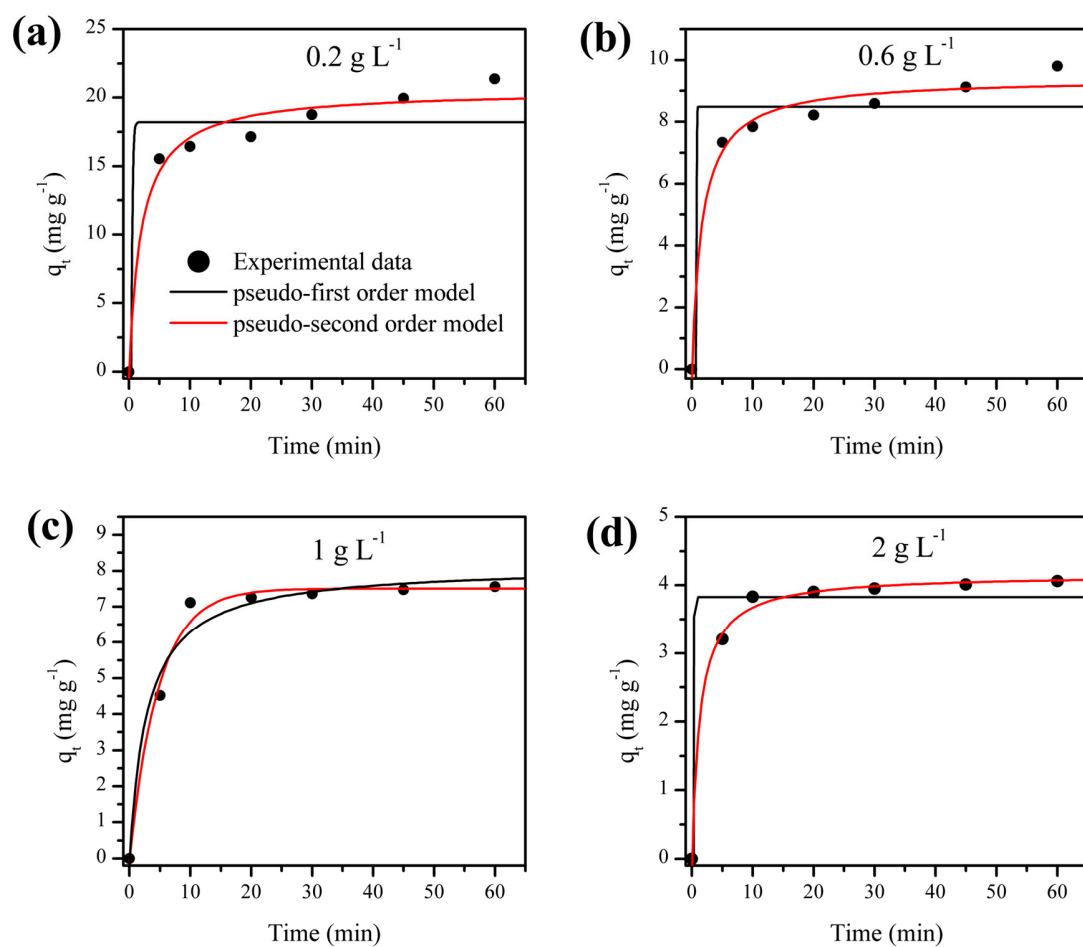 (a)
0.2 g L⁻¹
25
20
15
10
5
0
qₜ (mg g⁻¹)
Experimental data
pseudo-first order model
pseudo-second order model
0 10 20 30 40 50 60
Time (min)
(b)
0.6 g L⁻¹
10
8
6
4
2
0
qₜ (mg g⁻¹)
0 10 20 30 40 50 60
Time (min)
(c)
1 g L⁻¹
9
8
7
6
5
4
3
2
1
0
qₜ (mg g⁻¹)
0 10 20 30 40 50 60
Time (min)
(d)
2 g L⁻¹
5
4
3
2
1
0
qₜ (mg g⁻¹)
0 10 20 30 40 50 60
Time (min)